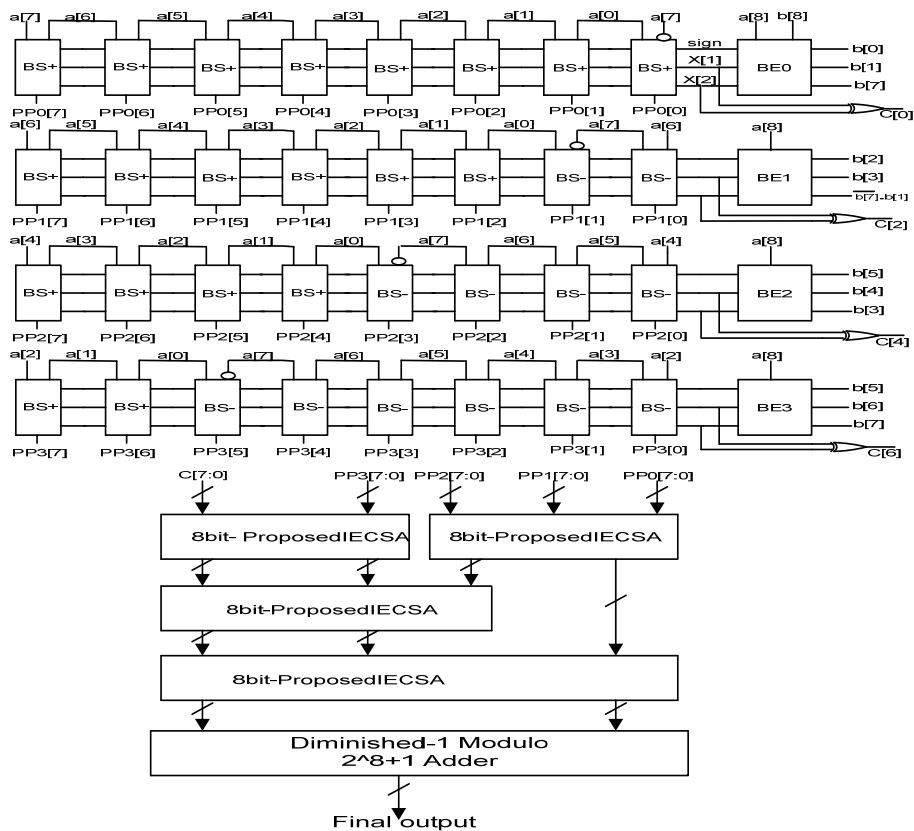 a[7] a[6] a[5] a[4] a[3] a[2] a[1] a[0] a[7] a[8] b[8]
sign
BS+ BS+ BS+ BS+ BS+ BS+ BS+ BS+ X[1] BE0 b[0]
b[1]
X[2] b[7]
PP0[7] PP0[6] PP0[5] PP0[4] PP0[3] PP0[2] PP0[1] PP0[0] C[0]
a[6] a[5] a[4] a[3] a[2] a[1] a[0] a[7] a[6] a[8]
b[2]
BS+ BS+ BS+ BS+ BS+ BS+ BS- BS- BE1 b[3]
b[7].b[1]
PP1[7] PP1[6] PP1[5] PP1[4] PP1[3] PP1[2] PP1[1] PP1[0] C[2]
a[4] a[3] a[2] a[1] a[0] a[7] a[6] a[5] a[4] a[8]
b[5]
BS+ BS+ BS+ BS+ BS- BS- BS- BS- BE2 b[4]
b[3]
PP2[7] PP2[6] PP2[5] PP2[4] PP2[3] PP2[2] PP2[1] PP2[0] C[4]
a[2] a[1] a[0] a[7] a[6] a[5] a[4] a[3] a[2] a[8]
b[5]
BS+ BS+ BS- BS- BS- BS- BS- BS- BE3 b[6]
b[7]
PP3[7] PP3[6] PP3[5] PP3[4] PP3[3] PP3[2] PP3[1] PP3[0] C[6]
C[7:0] PP3[7:0] PP2[7:0] PP1[7:0] PP0[7:0]
8bit- ProposedIECSA 8bit-ProposedIECSA
8bit-ProposedIECSA
8bit-ProposedIECSA
Diminished-1 Modulo
2^8+1 Adder
Final output